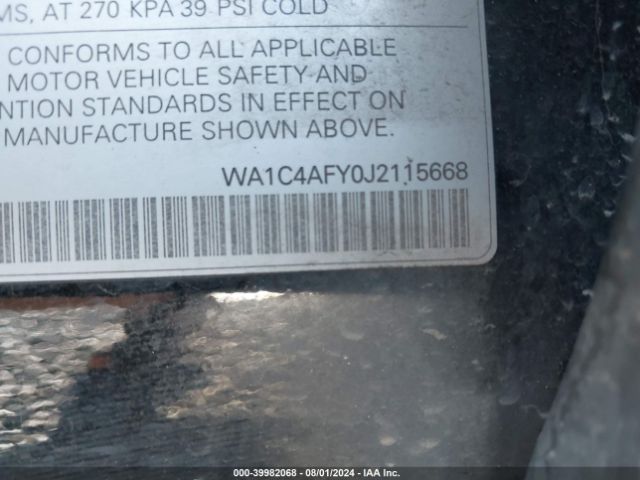 MS, AT 270 KPA 39 PSI COLD
CONFORMS TO ALL APPLICABLE
MOTOR VEHICLE SAFETY AND
NTION STANDARDS IN EFFECT ON
MANUFACTURE SHOWN ABOVE.
WA1C4AFY0J2115668
000-39982068 - 08/01/2024 - IAA Inc.